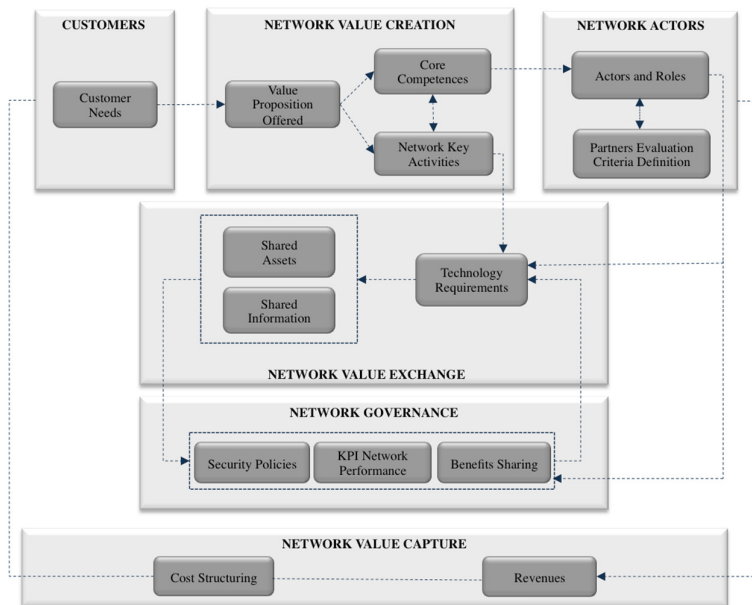 CUSTOMERS
Customer
Needs
NETWORK VALUE CREATION
Value
Proposition
Offered
Core
Competences
Network Key
Activities
NETWORK ACTORS
Actors and Roles
Partners Evaluation
Criteria Definition
Shared
Assets
Shared
Information
Technology
Requirements
NETWORK VALUE EXCHANGE
NETWORK GOVERNANCE
Security Policies
KPI Network
Performance
Benefits Sharing
NETWORK VALUE CAPTURE
Cost Structuring
Revenues